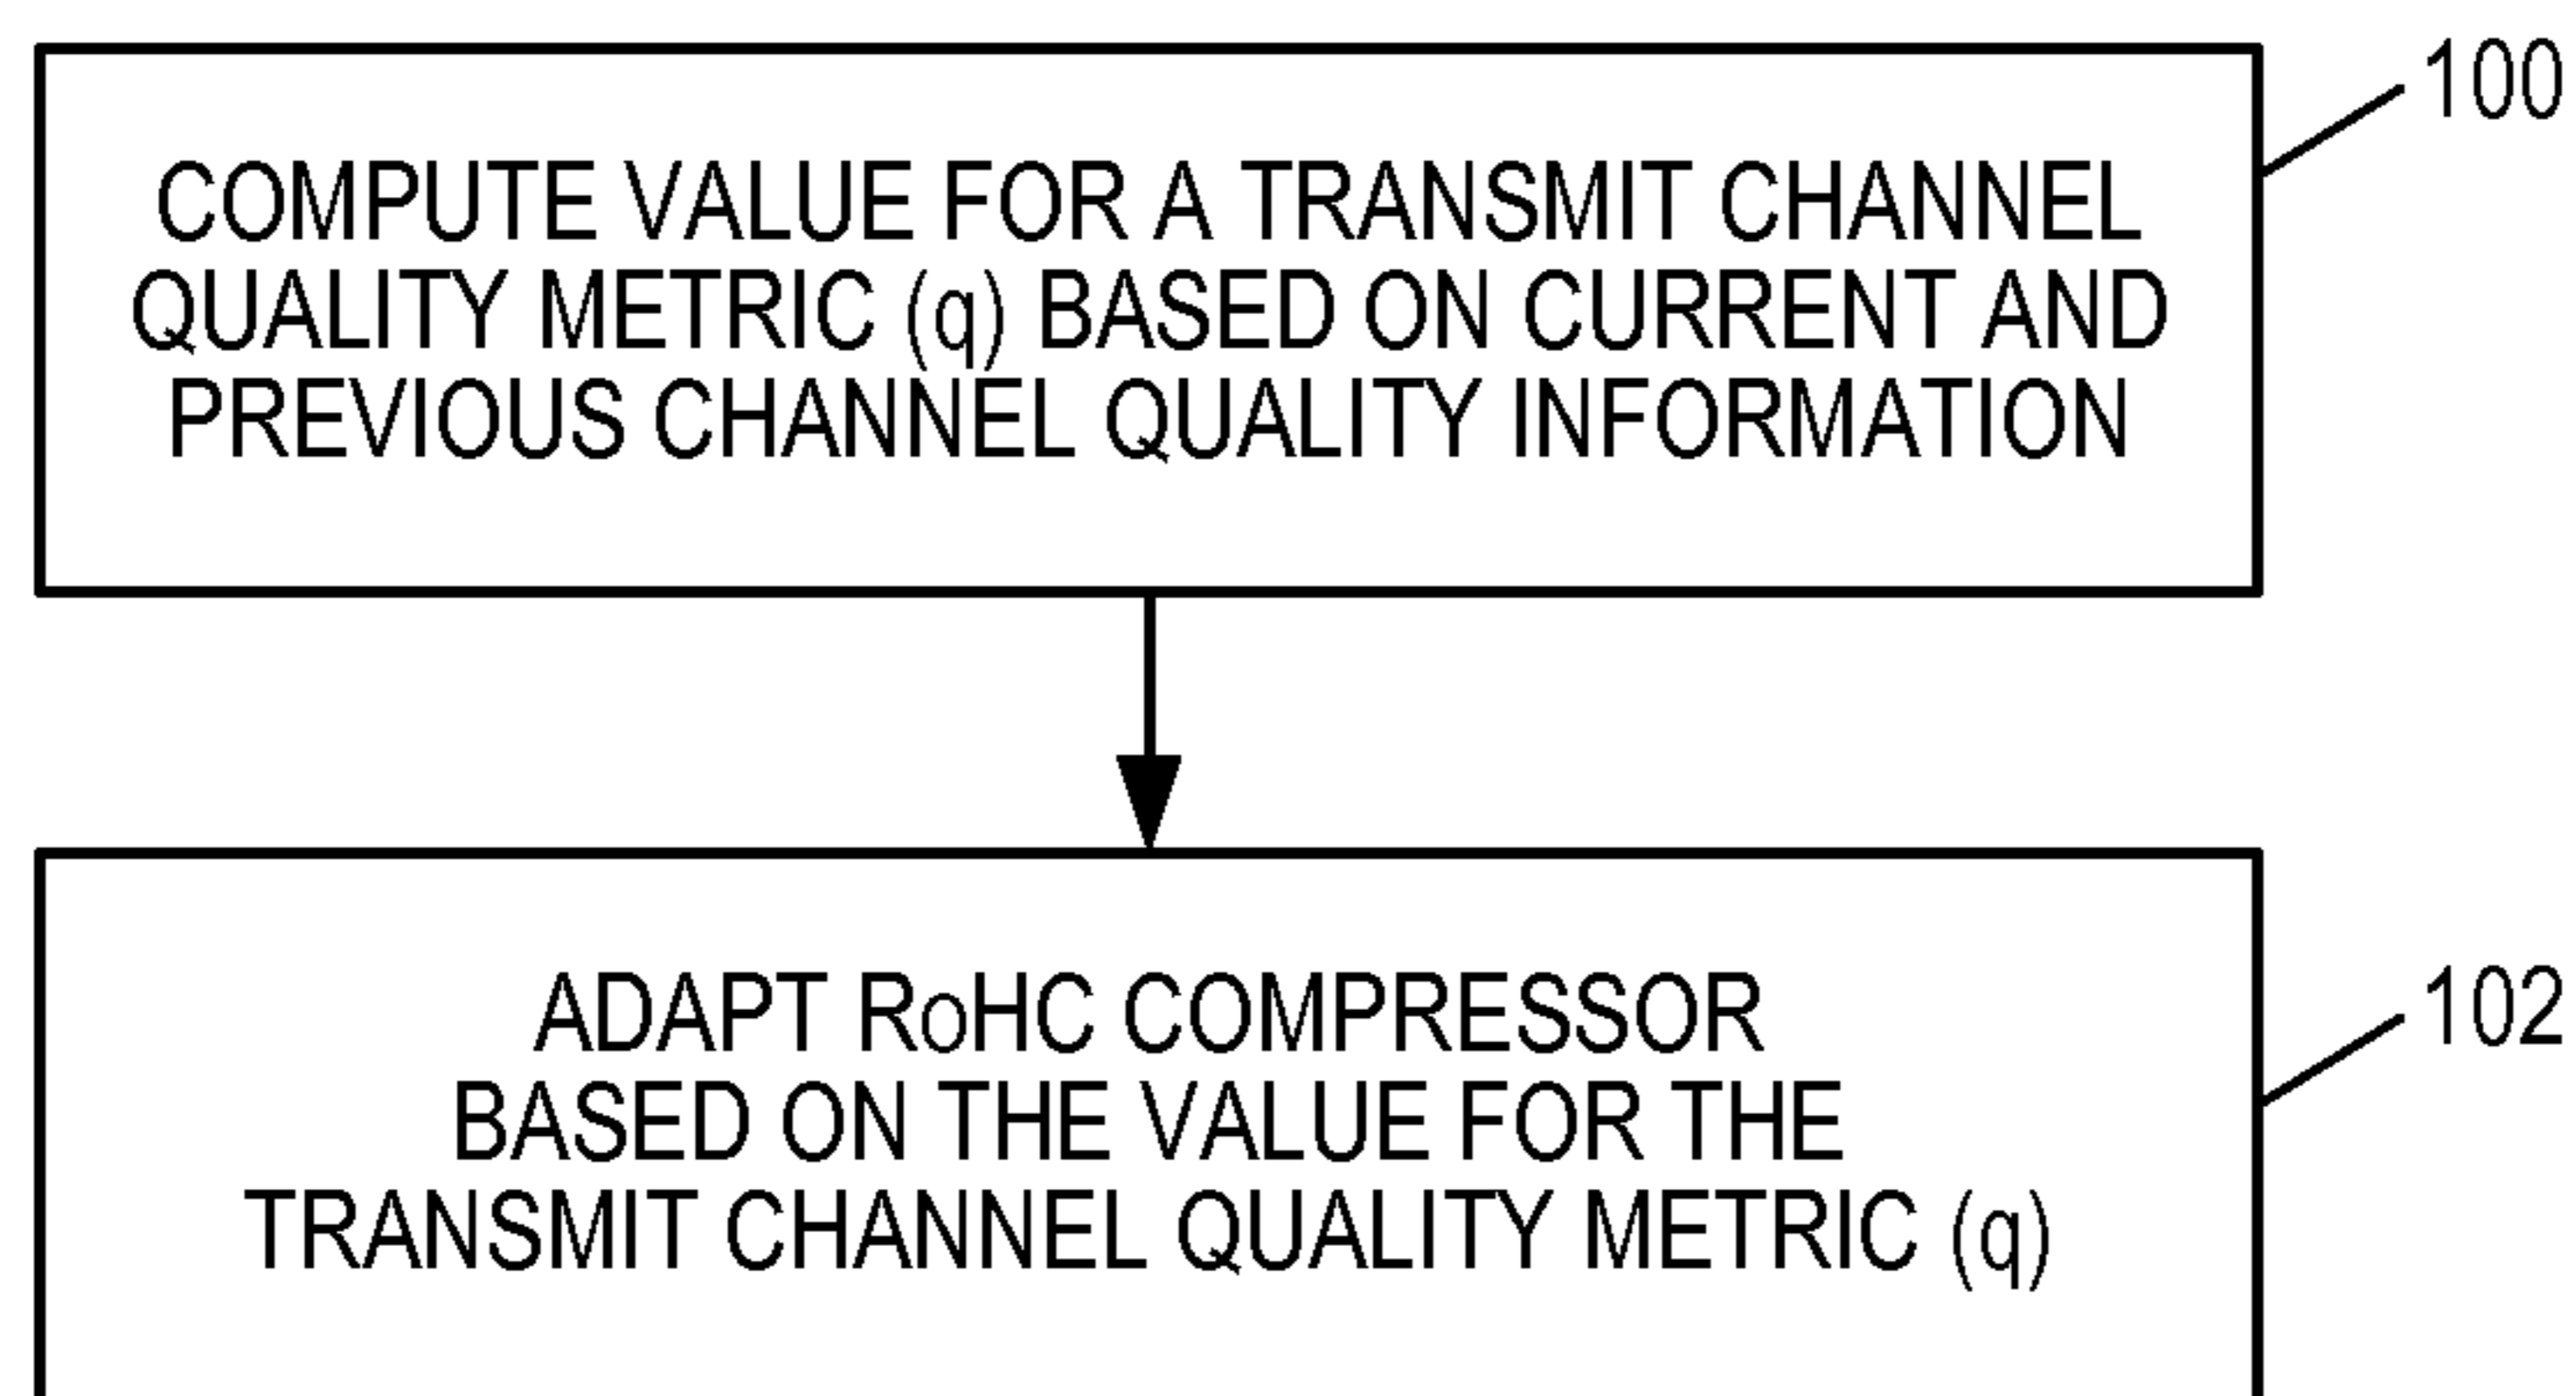 100
COMPUTE VALUE FOR A TRANSMIT CHANNEL
QUALITY METRIC (q) BASED ON CURRENT AND
PREVIOUS CHANNEL QUALITY INFORMATION
102
ADAPT RoHC COMPRESSOR
BASED ON THE VALUE FOR THE
TRANSMIT CHANNEL QUALITY METRIC (q)